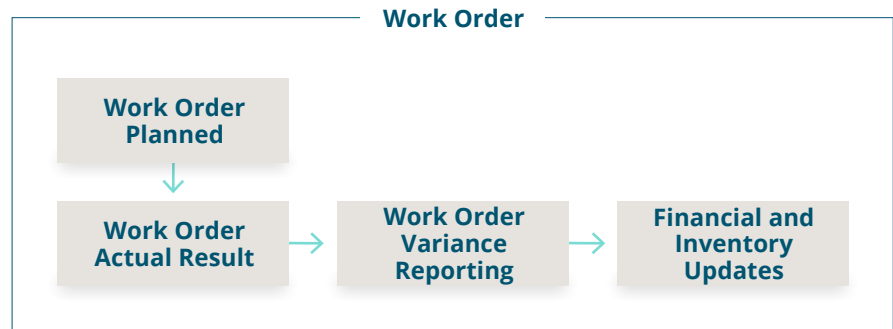 Work Order
Work Order
Planned
Work Order
Actual Result
Work Order
Variance
Reporting
Financial and
Inventory
Updates